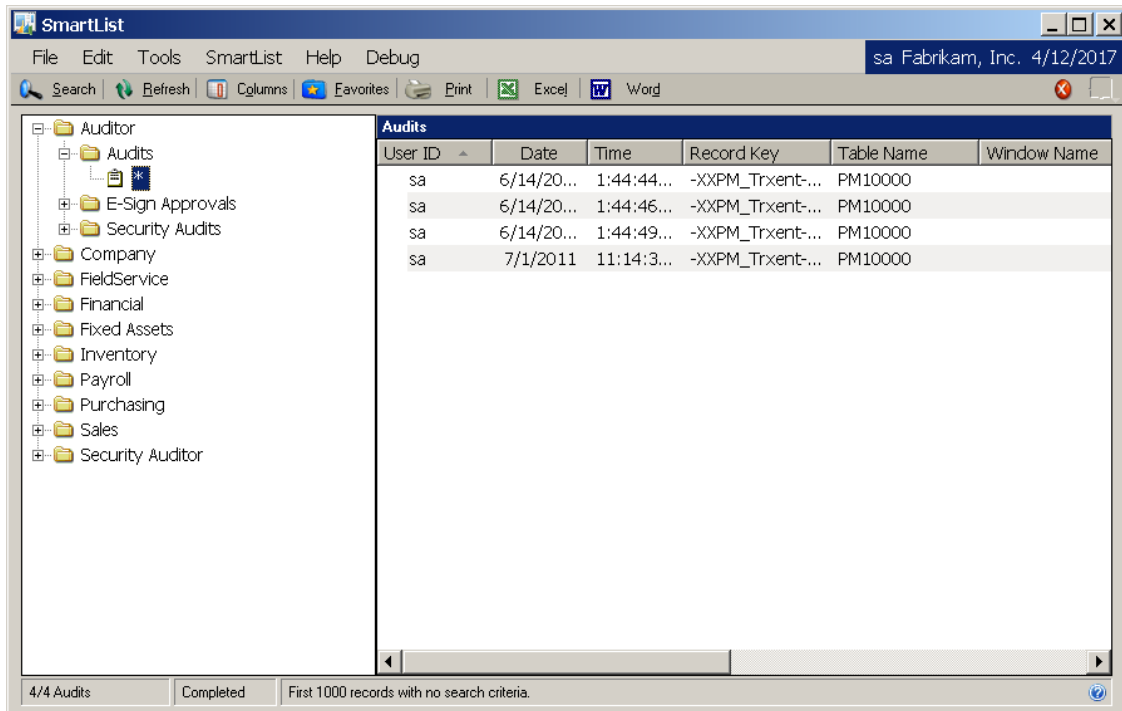 SmartList
File Edit Tools SmartList Help Debug sa Fabrikam, Inc. 4/12/2017
Search Refresh Columns Favorites Print Excel Word
Auditor
Audits
*
E-Sign Approvals
Security Audits
Company
FieldService
Financial
Fixed Assets
Inventory
Payroll
Purchasing
Sales
Security Auditor
Audits
User ID Date Time Record Key Table Name Window Name
sa 6/14/20... 1:44:44... -XXPM_Trxent-... PM10000
sa 6/14/20... 1:44:46... -XXPM_Trxent-... PM10000
sa 6/14/20... 1:44:49... -XXPM_Trxent-... PM10000
sa 7/1/2011 11:14:3... -XXPM_Trxent-... PM10000
4/4 Audits Completed First 1000 records with no search criteria.